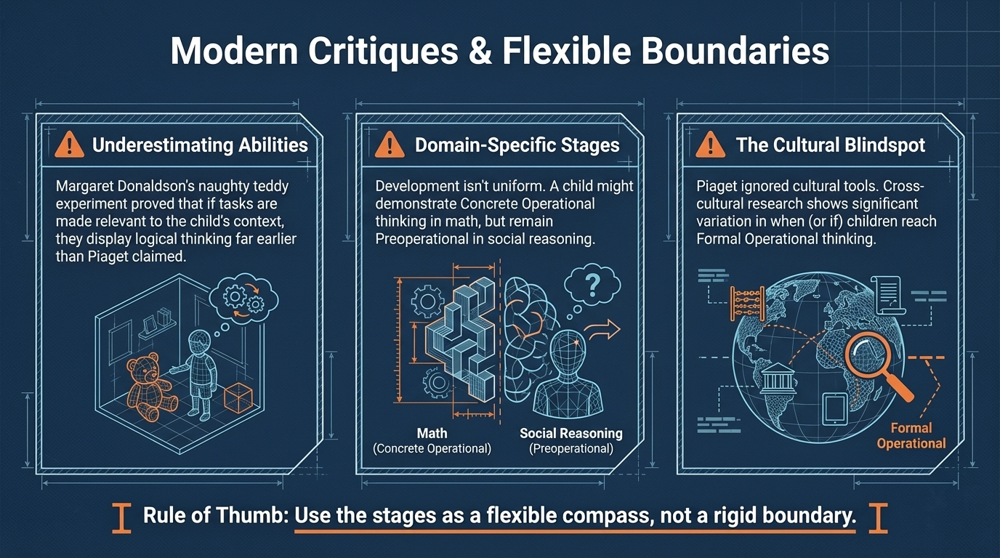 Modern Critiques & Flexible Boundaries
Underestimating Abilities
Margaret Donaldson's naughty teddy
experiment proved that if tasks are
made relevant to the child's context,
they display logical thinking far earlier
than Piaget claimed.
Domain-Specific Stages
Development isn't uniform. A child might
demonstrate Concrete Operational
thinking in math, but remain
Preoperational in social reasoning.
?
Math
(Concrete Operational)
Social Reasoning
(Preoperational)
The Cultural Blindspot
Piaget ignored cultural tools. Cross-
cultural research shows significant
variation in when (or if) children reach
Formal Operational thinking.
Formal
Operational
Rule of Thumb: Use the stages as a flexible compass, not a rigid boundary.